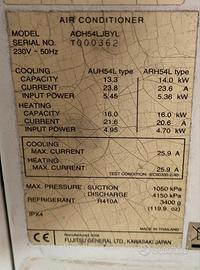 AIR CONDITIONER
MODEL AOH54LJBYL
SERIAL NO. T000362
230V ~ 50Hz
COOLING AUH54L type ARH54L type
CAPACITY 13.3 14.0 kW
CURRENT 23.8 23.6 A
INPUT POWER 5.45 5.36 kW
HEATING
CAPACITY 16.0 16.0 kW
CURRENT 21.6 20.6 A
INPUT POWER 4.95 4.70 kW
COOLING
MAX. CURRENT 25.9 A
HEATING
MAX. CURRENT 25.9 A
TEST CONDITION
MAX. PRESSURE SUCTION 1050 kPa
DISCHARGE 4150 kPa
REFRIGERANT R410A 3400 g
(119.9 oz)
IPX4
MADE IN THAILAND
CE
FUJITSU GENERAL LTD, KAWASAKI JAPAN